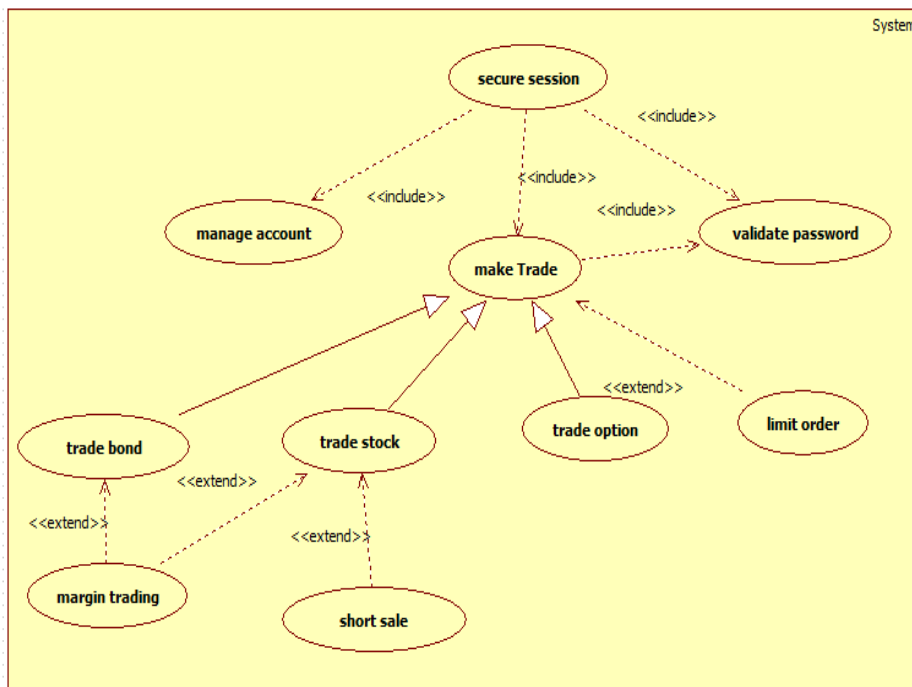 System
secure session
<<include>>
<<include>>
<<include>>
<<include>>
manage account
validate password
make Trade
<<extend>>
trade bond
trade stock
trade option
limit order
<<extend>>
<<extend>>
<<extend>>
margin trading
short sale